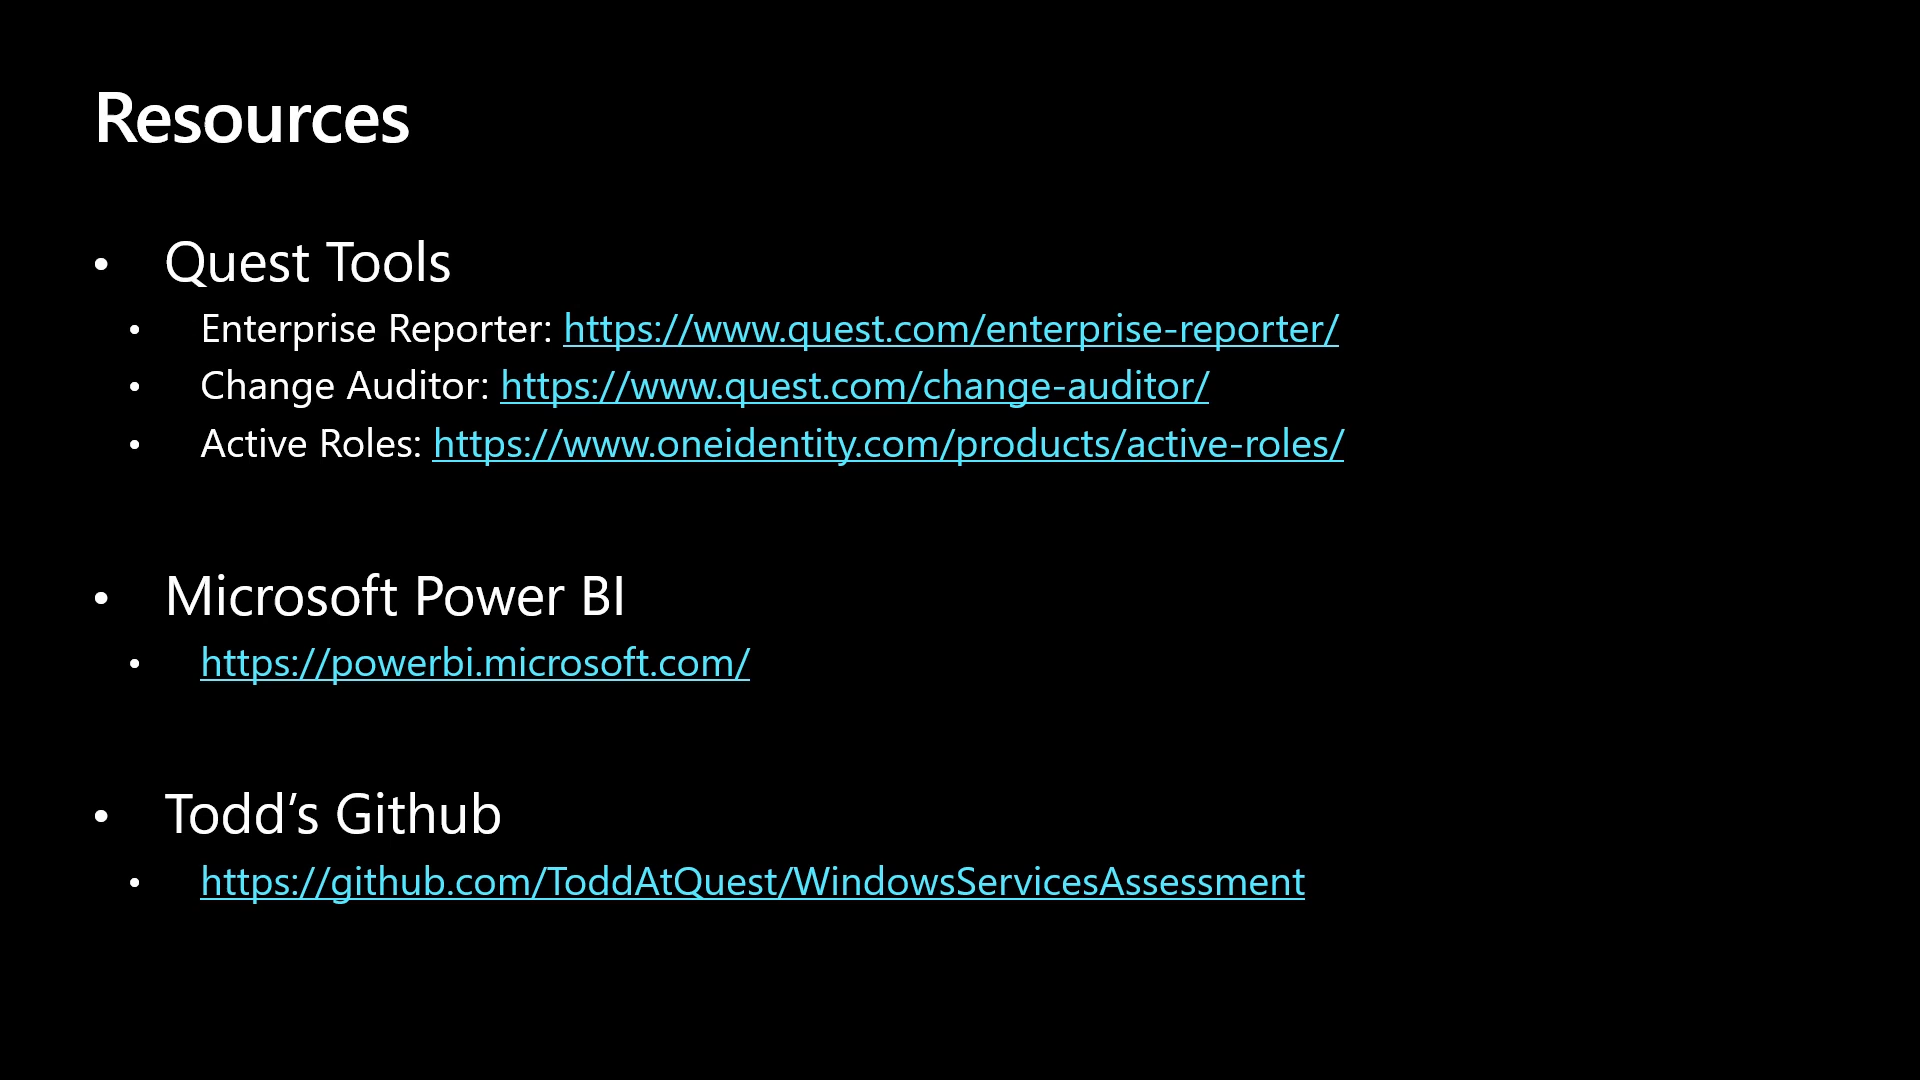 Resources
• Quest Tools
• Enterprise Reporter: https://www.quest.com/enterprise-reporter/
• Change Auditor: https://www.quest.com/change-auditor/
• Active Roles: https://www.oneidentity.com/products/active-roles/
• Microsoft Power BI
• https://powerbi.microsoft.com/
• Todd’s Github
• https://github.com/ToddAtQuest/WindowsServicesAssessment